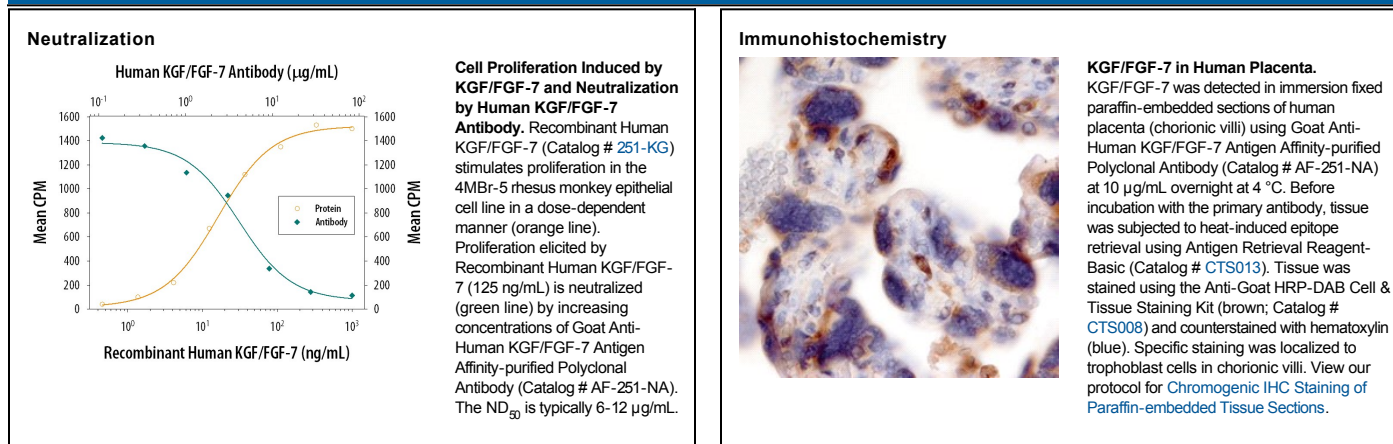 Neutralization
Human KGF/FGF-7 Antibody (µg/mL)
10-1 100 101 102
1600 1600
1400 1400
1200 1200
1000 1000
800 800
600 600
400 400
200 200
0 0
Mean CPM
Mean CPM
Protein
Antibody
100 101 102 103
Recombinant Human KGF/FGF-7 (ng/mL)
Cell Proliferation Induced by
KGF/FGF-7 and Neutralization
by Human KGF/FGF-7
Antibody. Recombinant Human
KGF/FGF-7 (Catalog # 251-KG)
stimulates proliferation in the
4MBr-5 rhesus monkey epithelial
cell line in a dose-dependent
manner (orange line).
Proliferation elicited by
Recombinant Human KGF/FGF-
7 (125 ng/mL) is neutralized
(green line) by increasing
concentrations of Goat Anti-
Human KGF/FGF-7 Antigen
Affinity-purified Polyclonal
Antibody (Catalog # AF-251-NA).
The ND50 is typically 6-12 µg/mL.
Immunohistochemistry
KGF/FGF-7 in Human Placenta.
KGF/FGF-7 was detected in immersion fixed
paraffin-embedded sections of human
placenta (chorionic villi) using Goat Anti-
Human KGF/FGF-7 Antigen Affinity-purified
Polyclonal Antibody (Catalog # AF-251-NA)
at 10 µg/mL overnight at 4 °C. Before
incubation with the primary antibody, tissue
was subjected to heat-induced epitope
retrieval using Antigen Retrieval Reagent-
Basic (Catalog # CTS013). Tissue was
stained using the Anti-Goat HRP-DAB Cell &
Tissue Staining Kit (brown; Catalog #
CTS008) and counterstained with hematoxylin
(blue). Specific staining was localized to
trophoblast cells in chorionic villi. View our
protocol for Chromogenic IHC Staining of
Paraffin-embedded Tissue Sections.